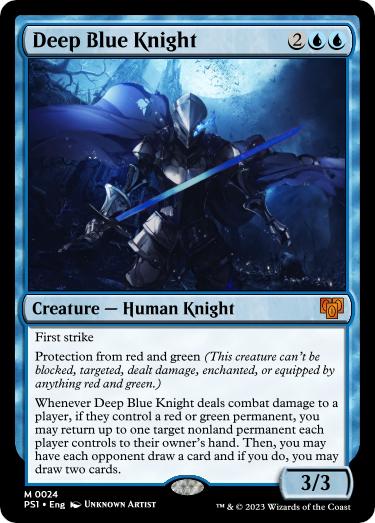 Deep Blue Knight 2
Creature — Human Knight
First strike
Protection from red and green (This creature can't be
blocked, targeted, dealt damage, enchanted, or equipped by
anything red and green.)
Whenever Deep Blue Knight deals combat damage to a
player, if they control a red or green permanent, you
may return up to one target nonland permanent each
player controls to their owner's hand. Then, you may
have each opponent draw a card and if you do, you may
draw two cards.
3/3
M 0024
PS1 • Eng Unknown Artist
™ & © 2023 Wizards of the Coast